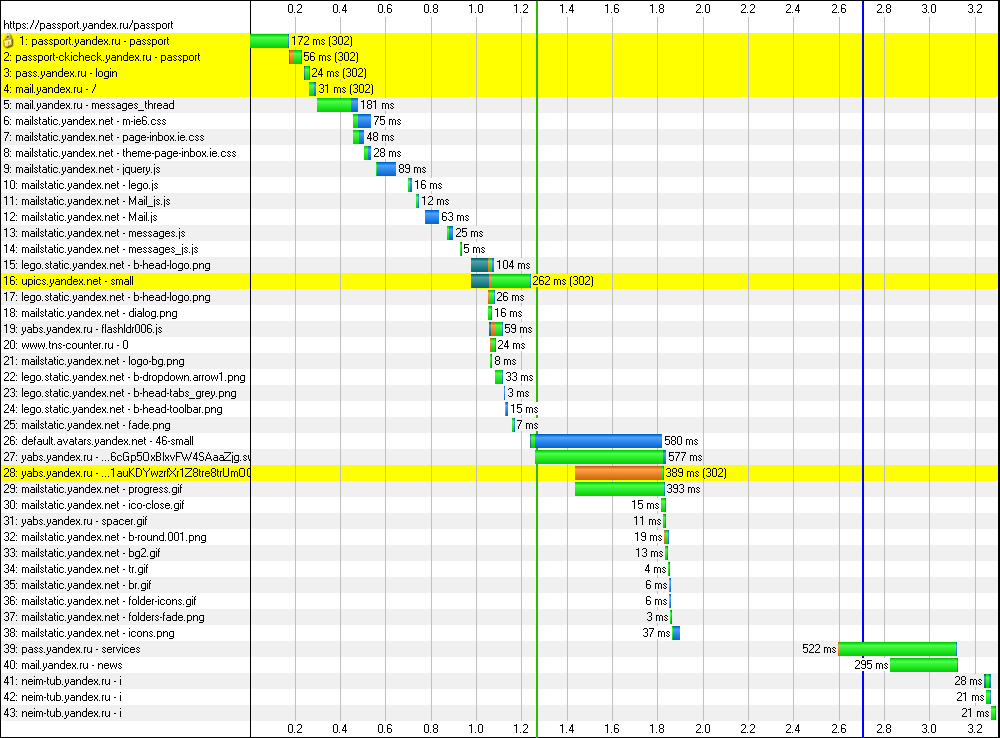 0.2 0.4 0.6 0.8 1.0 1.2 1.4 1.6 1.8 2.0 2.2 2.4 2.6 2.8 3.0 3.2
https://passport.yandex.ru/passport
1: passport.yandex.ru - passport 172 ms (302)
2: passport-ckicheck.yandex.ru - passport 56 ms (302)
3: pass.yandex.ru - login 24 ms (302)
4: mail.yandex.ru - / 31 ms (302)
5: mail.yandex.ru - messages_thread 181 ms
6: mailstatic.yandex.net - m-ie6.css 75 ms
7: mailstatic.yandex.net - page-inbox.ie.css 48 ms
8: mailstatic.yandex.net - theme-page-inbox.ie.css 28 ms
9: mailstatic.yandex.net - jquery.js 89 ms
10: mailstatic.yandex.net - lego.js 16 ms
11: mailstatic.yandex.net - Mail_js.js 12 ms
12: mailstatic.yandex.net - Mail.js 63 ms
13: mailstatic.yandex.net - messages.js 25 ms
14: mailstatic.yandex.net - messages_js.js 5 ms
15: lego.static.yandex.net - b-head-logo.png 104 ms
16: upics.yandex.net - small 262 ms (302)
17: lego.static.yandex.net - b-head-logo.png 26 ms
18: mailstatic.yandex.net - dialog.png 16 ms
19: yabs.yandex.ru - flashldr006.js 59 ms
20: www.tns-counter.ru - 0 24 ms
21: mailstatic.yandex.net - logo-bg.png 8 ms
22: lego.static.yandex.net - b-dropdown.arrow1.png 33 ms
23: lego.static.yandex.net - b-head-tabs_grey.png 3 ms
24: lego.static.yandex.net - b-head-toolbar.png 15 ms
25: mailstatic.yandex.net - fade.png 7 ms
26: default.avatars.yandex.net - 46-small 580 ms
27: yabs.yandex.ru - 577 ms
28: yabs.yandex.ru - 389 ms (302)
29: mailstatic.yandex.net - progress.gif 393 ms
30: mailstatic.yandex.net - ico-close.gif 15 ms
31: yabs.yandex.ru - spacer.gif 11 ms
32: mailstatic.yandex.net - b-round.001.png 19 ms
33: mailstatic.yandex.net - bg2.gif 13 ms
34: mailstatic.yandex.net - tr.gif 4 ms
35: mailstatic.yandex.net - br.gif 6 ms
36: mailstatic.yandex.net - folder-icons.gif 6 ms
37: mailstatic.yandex.net - folders-fade.png 3 ms
38: mailstatic.yandex.net - icons.png 37 ms
39: pass.yandex.ru - services 522 ms
40: mail.yandex.ru - news 295 ms
41: neim-tub.yandex.ru - i 28 ms
42: neim-tub.yandex.ru - i 21 ms
43: neim-tub.yandex.ru - i 21 ms
0.2 0.4 0.6 0.8 1.0 1.2 1.4 1.6 1.8 2.0 2.2 2.4 2.6 2.8 3.0 3.2